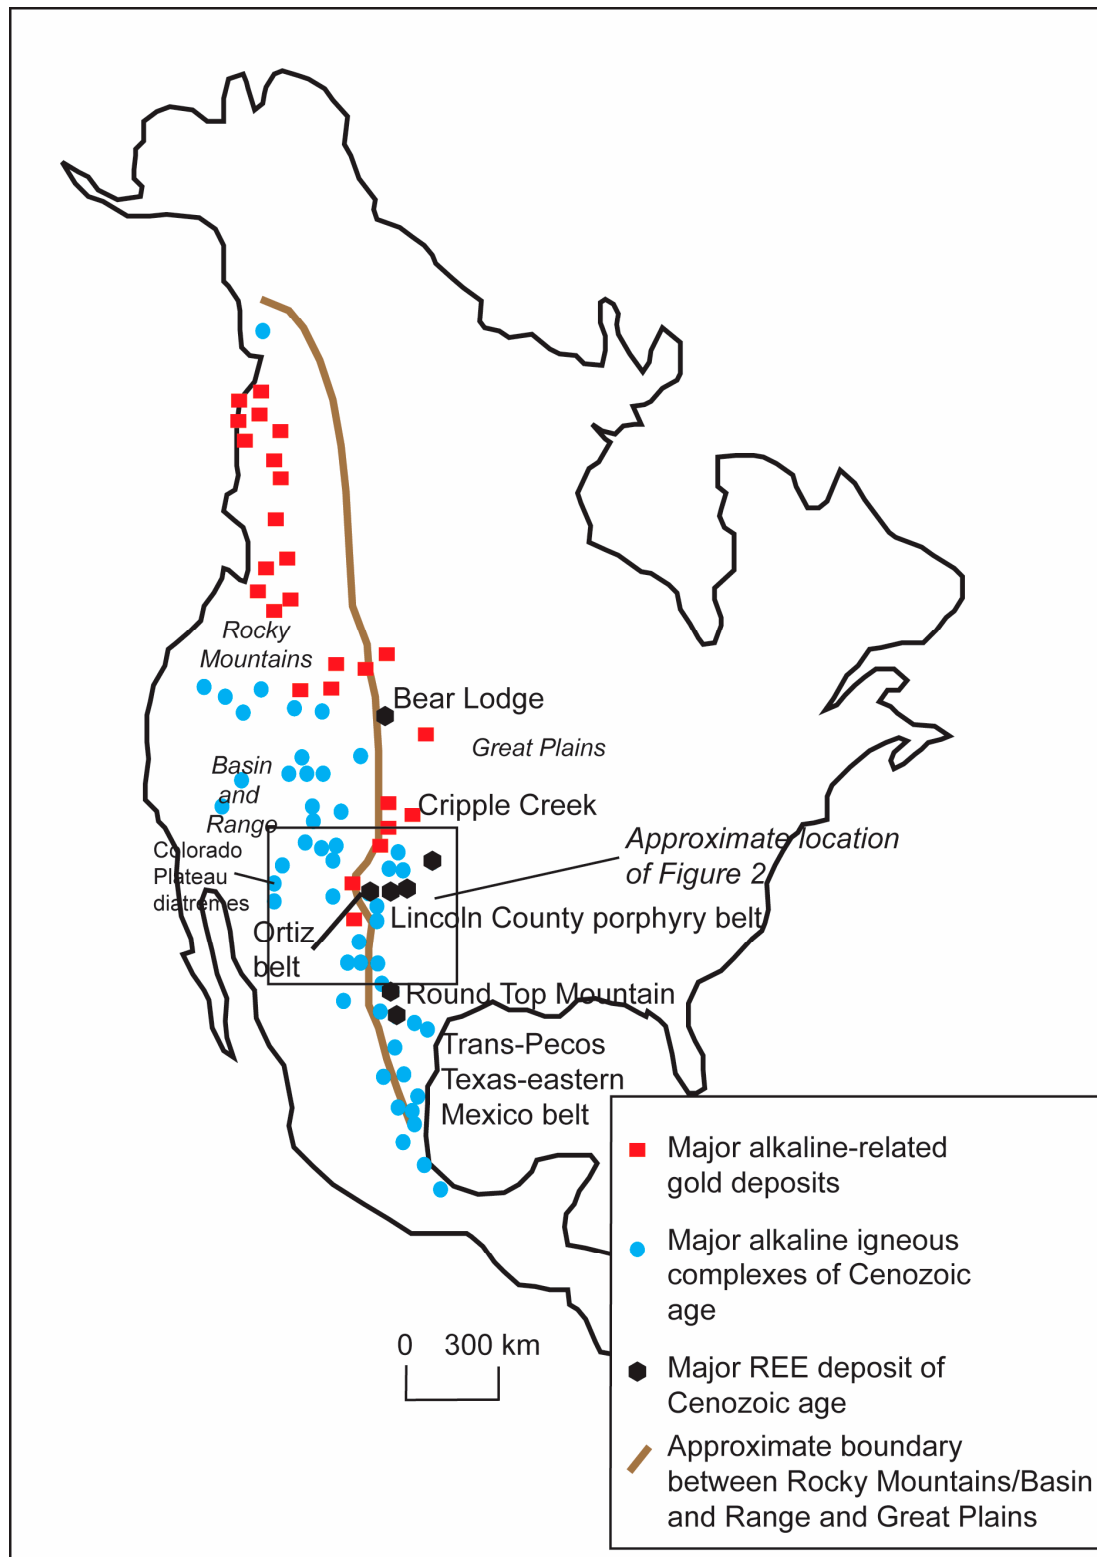 Rocky
Mountains
Bear Lodge
Great Plains
Basin
and
Range
Cripple Creek
Colorado
Plateau
diatremes
Approximate location
of Figure 2
Lincoln County porphyry belt
Ortiz
belt
Round Top Mountain
Trans-Pecos
Texas-eastern
Mexico belt
Major alkaline-related
gold deposits
Major alkaline igneous
complexes of Cenozoic
age
Major REE deposit of
Cenozoic age
Approximate boundary
between Rocky Mountains/Basin
and Range and Great Plains
0 300 km